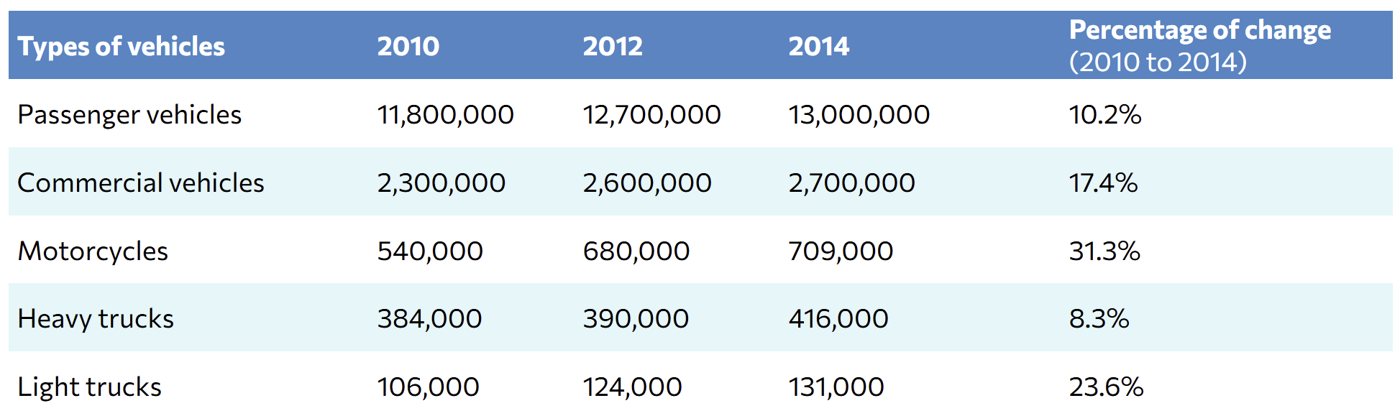 Types of vehicles 2010 2012 2014 Percentage of change (2010 to 2014)
Passenger vehicles 11,800,000 12,700,000 13,000,000 10.2%
Commercial vehicles 2,300,000 2,600,000 2,700,000 17.4%
Motorcycles 540,000 680,000 709,000 31.3%
Heavy trucks 384,000 390,000 416,000 8.3%
Light trucks 106,000 124,000 131,000 23.6%